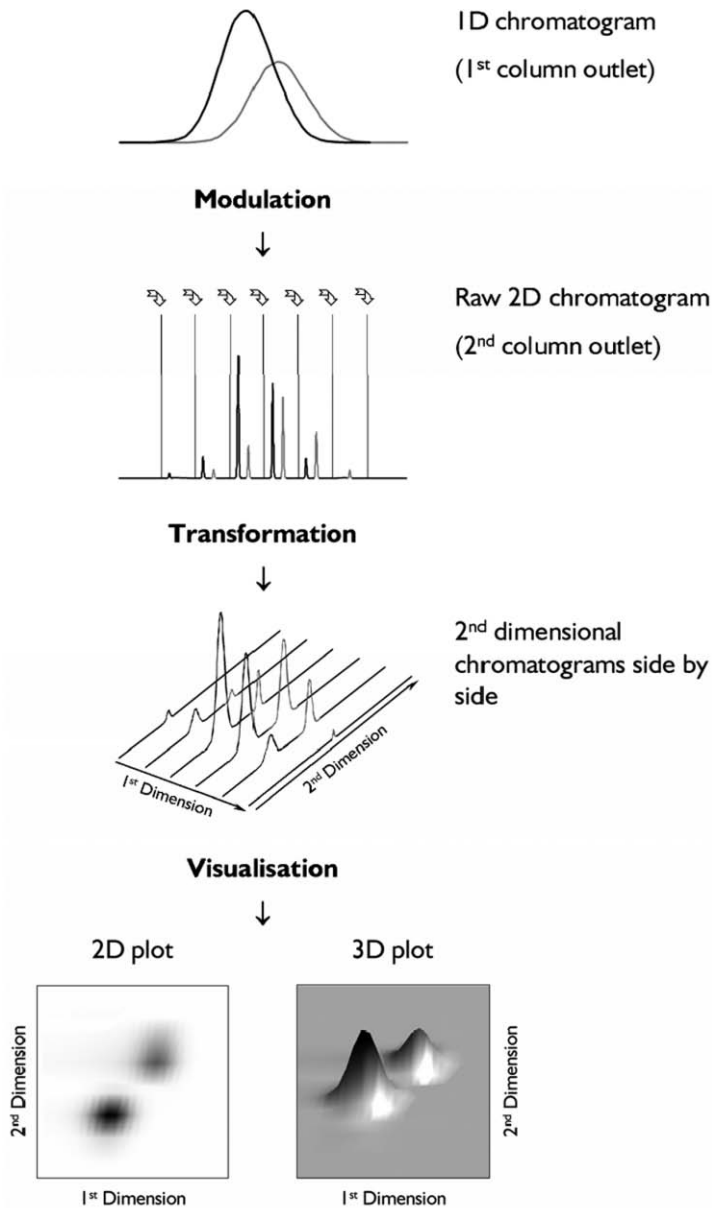 1D chromatogram
(1st column outlet)
Modulation
↓
Raw 2D chromatogram
(2nd column outlet)
Transformation
↓
2nd dimensional
chromatograms side by
side
1st Dimension
2nd Dimension
Visualisation
↓
2D plot
3D plot
2nd Dimension
1st Dimension
2nd Dimension
1st Dimension